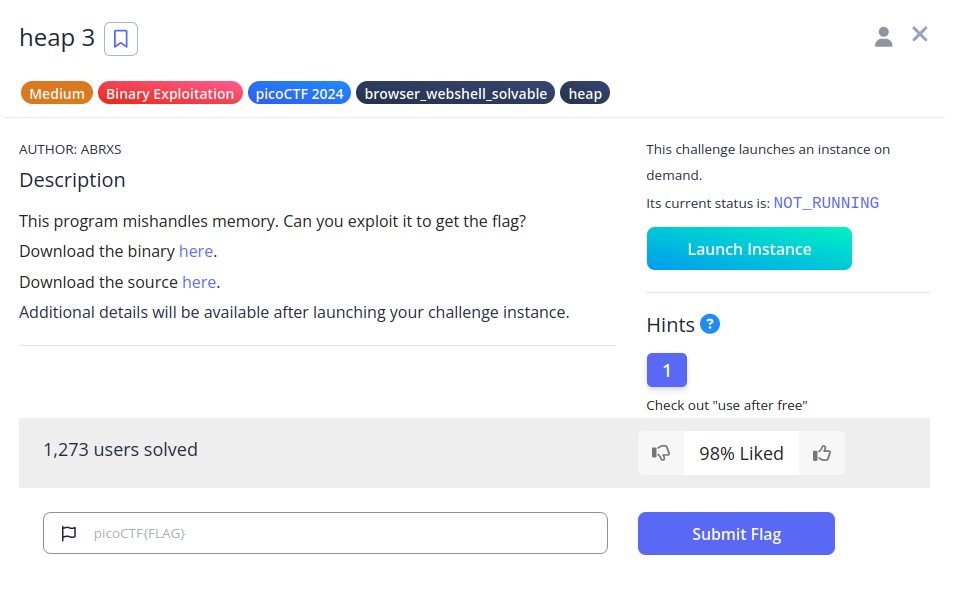 heap 3
Medium Binary Exploitation picoCTF 2024 browser_webshell_solvable heap
AUTHOR: ABRXS
Description
This program mishandles memory. Can you exploit it to get the flag?
Download the binary here.
Download the source here.
Additional details will be available after launching your challenge instance.
This challenge launches an instance on
demand.
Its current status is: NOT_RUNNING
Launch Instance
Hints ?
1
Check out "use after free"
1,273 users solved
98% Liked
picoCTF{FLAG}
Submit Flag